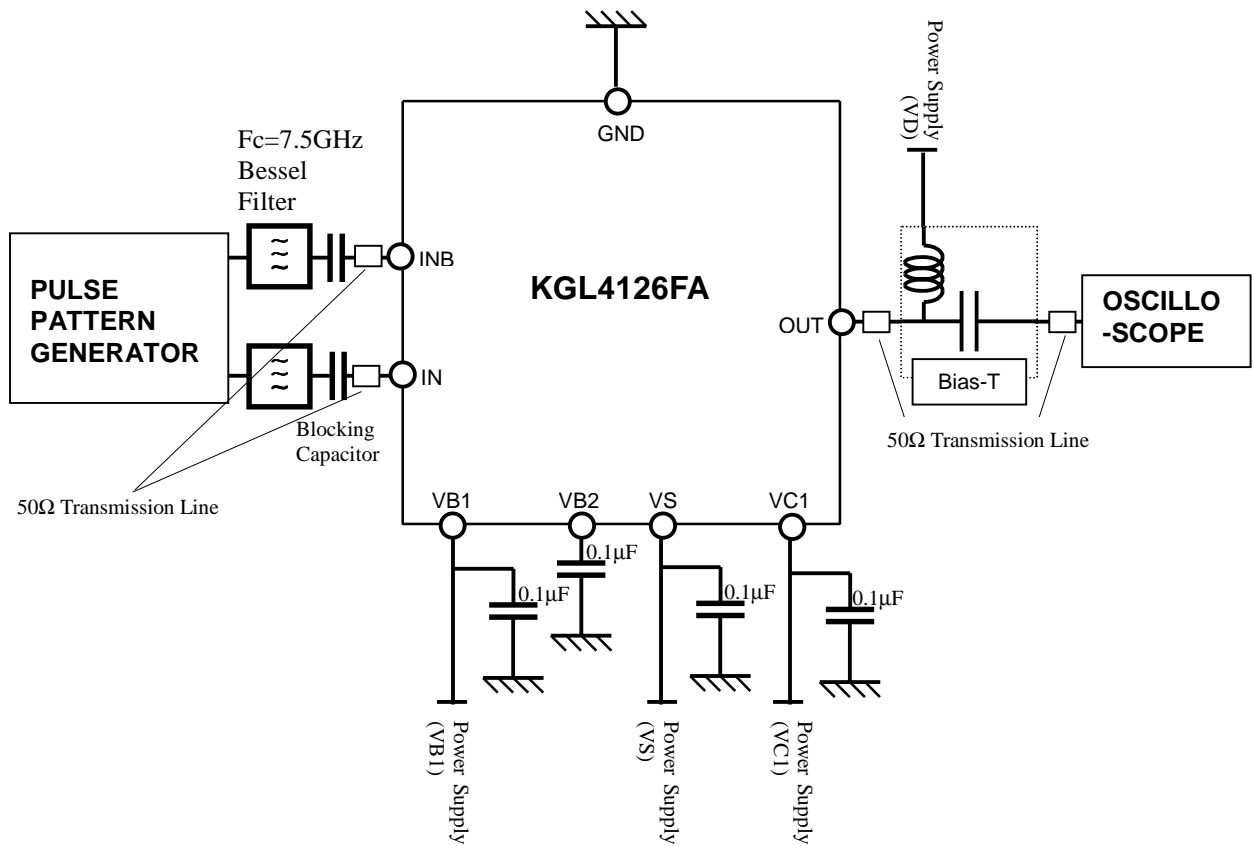 GND
Power Supply
(VD)
Fc=7.5GHz
Bessel
Filter
~
~
~
INB
KGL4126FA
PULSE
PATTERN
GENERATOR
OUT
OSCILLO
-SCOPE
~
~
~
IN
Bias-T
Blocking
Capacitor
50Ω Transmission Line
50Ω Transmission Line
VB1
VB2
VS
VC1
0.1μF
0.1μF
0.1μF
0.1μF
Power Supply
(VB1)
Power Supply
(VS)
Power Supply
(VC1)